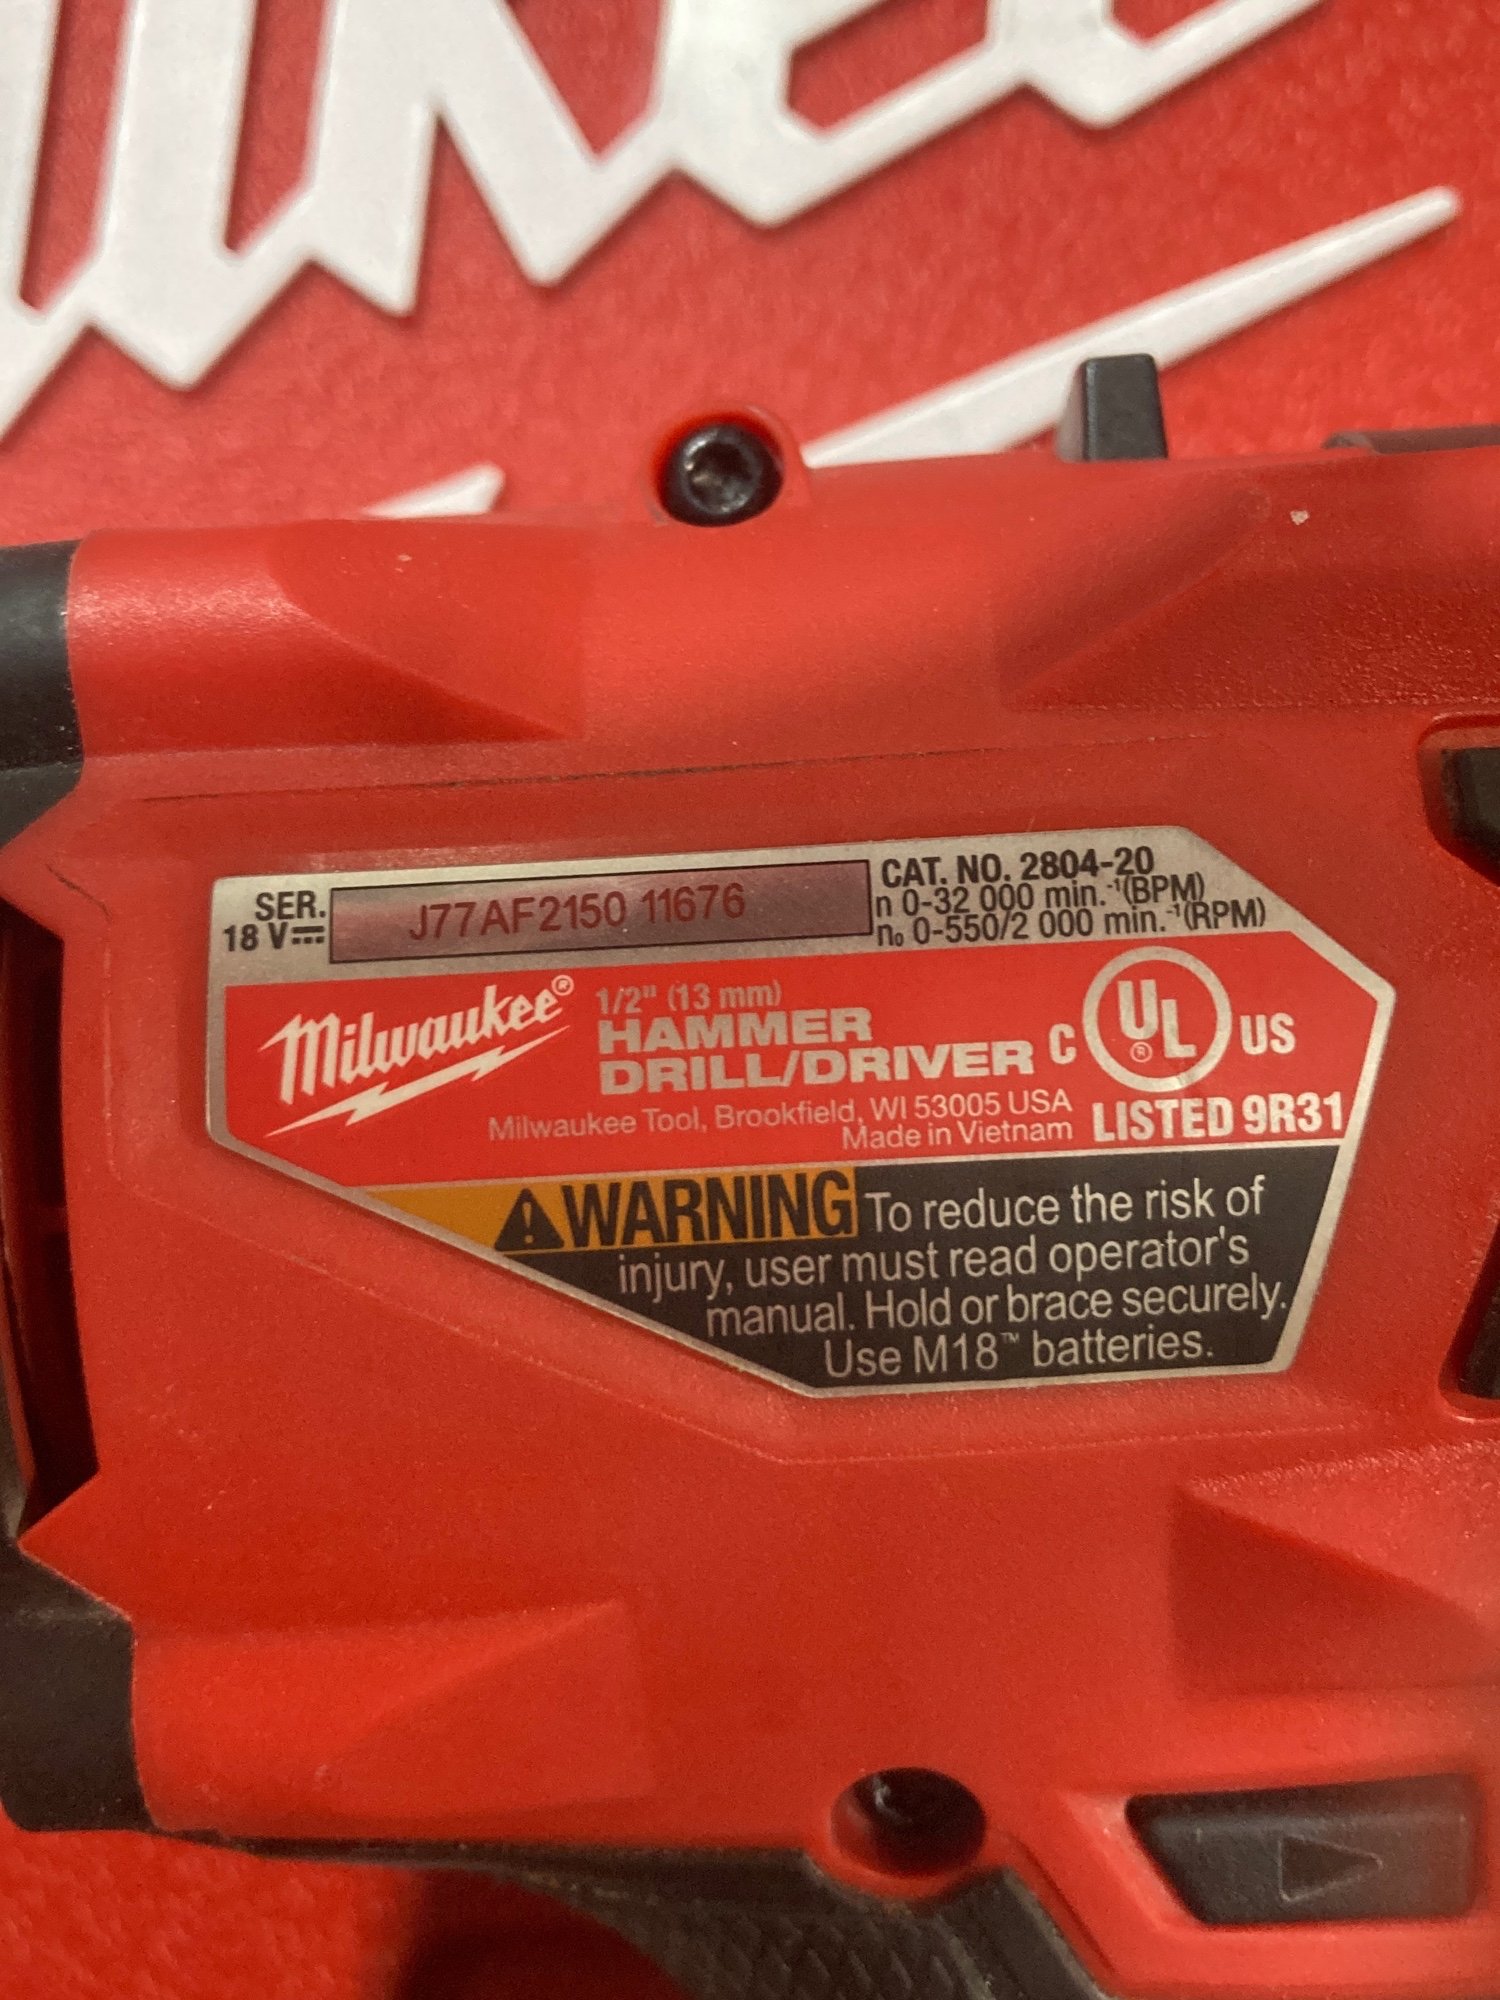 SER. J77AF2150 11676
18 V⎓
CAT. NO. 2804-20
n 0-32 000 min.⁻¹(BPM)
n₀ 0-550/2 000 min.⁻¹(RPM)
Milwaukee®
1/2" (13 mm)
HAMMER
DRILL/DRIVER
C UL® US
Milwaukee Tool, Brookfield, WI 53005 USA
Made in Vietnam
LISTED 9R31
WARNING To reduce the risk of
injury, user must read operator's
manual. Hold or brace securely.
Use M18™ batteries.